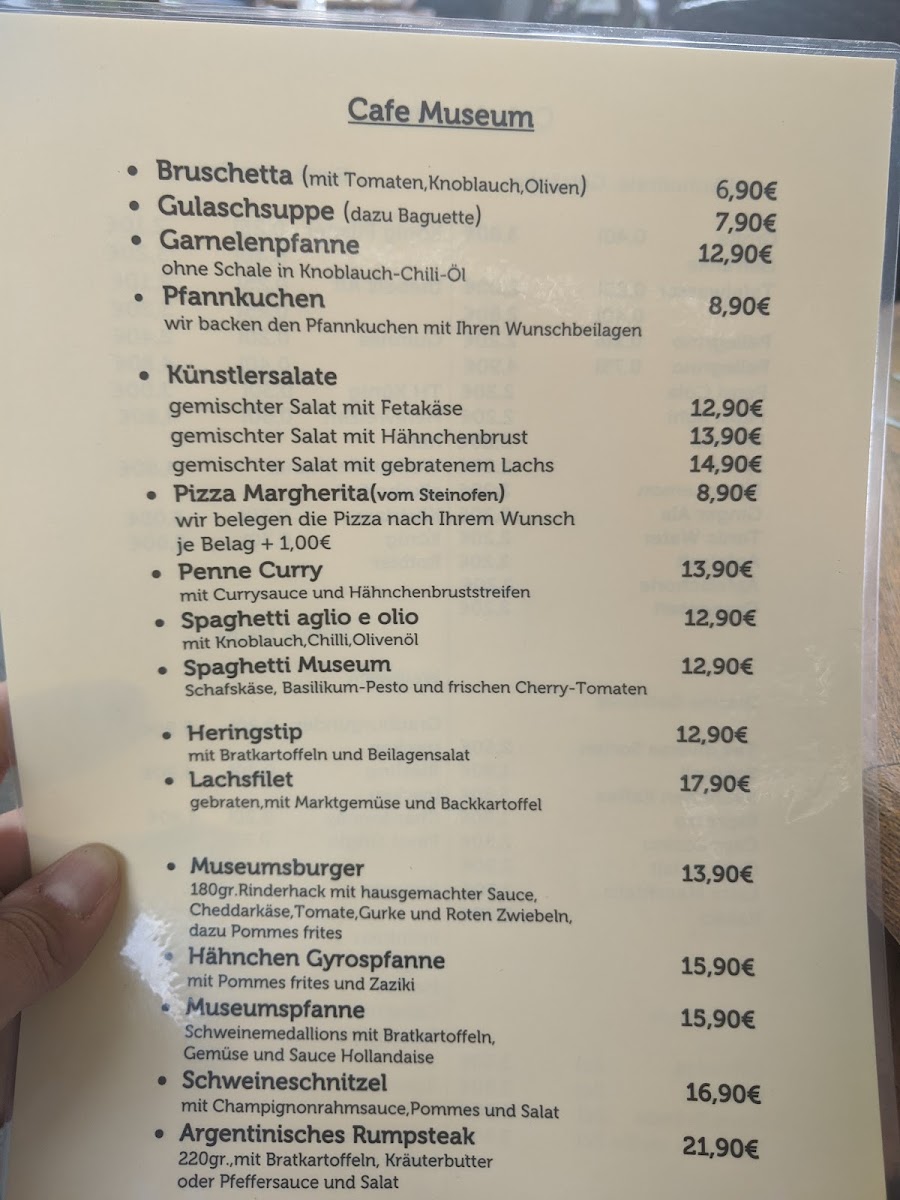 Cafe Museum
• Bruschetta (mit Tomaten,Knoblauch,Oliven) 6,90€
• Gulaschsuppe (dazu Baguette) 7,90€
• Garnelenpfanne 12,90€
ohne Schale in Knoblauch-Chili-Öl
• Pfannkuchen 8,90€
wir backen den Pfannkuchen mit Ihren Wunschbeilagen
• Künstlersalate
gemischter Salat mit Fetakäse 12,90€
gemischter Salat mit Hähnchenbrust 13,90€
gemischter Salat mit gebratenem Lachs 14,90€
• Pizza Margherita(vom Steinofen) 8,90€
wir belegen die Pizza nach Ihrem Wunsch
je Belag + 1,00€
• Penne Curry 13,90€
mit Currysauce und Hähnchenbruststreifen
• Spaghetti aglio e olio 12,90€
mit Knoblauch,Chilli,Olivenöl
• Spaghetti Museum 12,90€
Schafskäse, Basilikum-Pesto und frischen Cherry-Tomaten
• Heringstip 12,90€
mit Bratkartoffeln und Beilagensalat
• Lachsfilet 17,90€
gebraten,mit Marktgemüse und Backkartoffel
• Museumsburger 13,90€
180gr.Rinderhack mit hausgemachter Sauce,
Cheddarkäse,Tomate,Gurke und Roten Zwiebeln,
dazu Pommes frites
• Hähnchen Gyrospfanne 15,90€
mit Pommes frites und Zaziki
• Museumspfanne 15,90€
Schweinemedallions mit Bratkartoffeln,
Gemüse und Sauce Hollandaise
• Schweineschnitzel 16,90€
mit Champignonrahmsauce,Pommes und Salat
• Argentinisches Rumpsteak 21,90€
220gr.,mit Bratkartoffeln, Kräuterbutter
oder Pfeffersauce und Salat